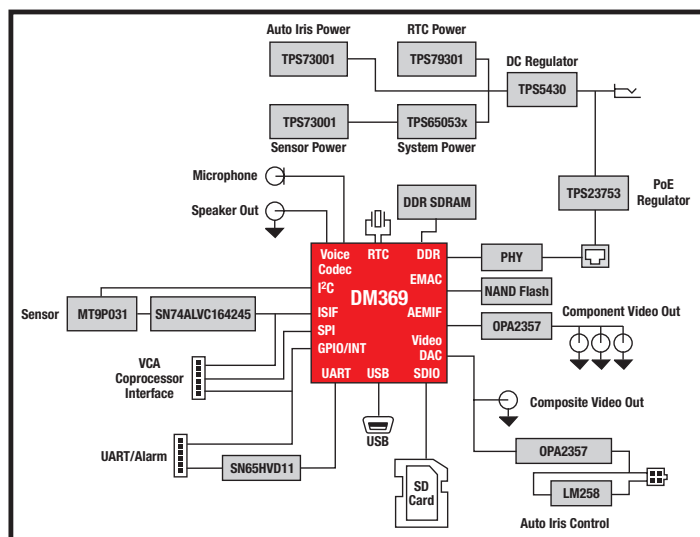 Auto Iris Power
RTC Power
TPS73001
TPS79301
DC Regulator
TPS5430
TPS73001
TPS65053x
Sensor Power
System Power
Microphone
DDR SDRAM
TPS23753
PoE
Regulator
Speaker Out
Voice
Codec
RTC
DDR
PHY
I²C
EMAC
DM369
NAND Flash
Sensor
MT9P031
SN74ALVC164245
ISIF
AEMIF
Component Video Out
OPA2357
SPI
GPIO/INT
Video
DAC
VCA
Coprocessor
Interface
UART
USB
SDIO
Composite Video Out
UART/Alarm
USB
OPA2357
SN65HVD11
SD
Card
LM258
Auto Iris Control